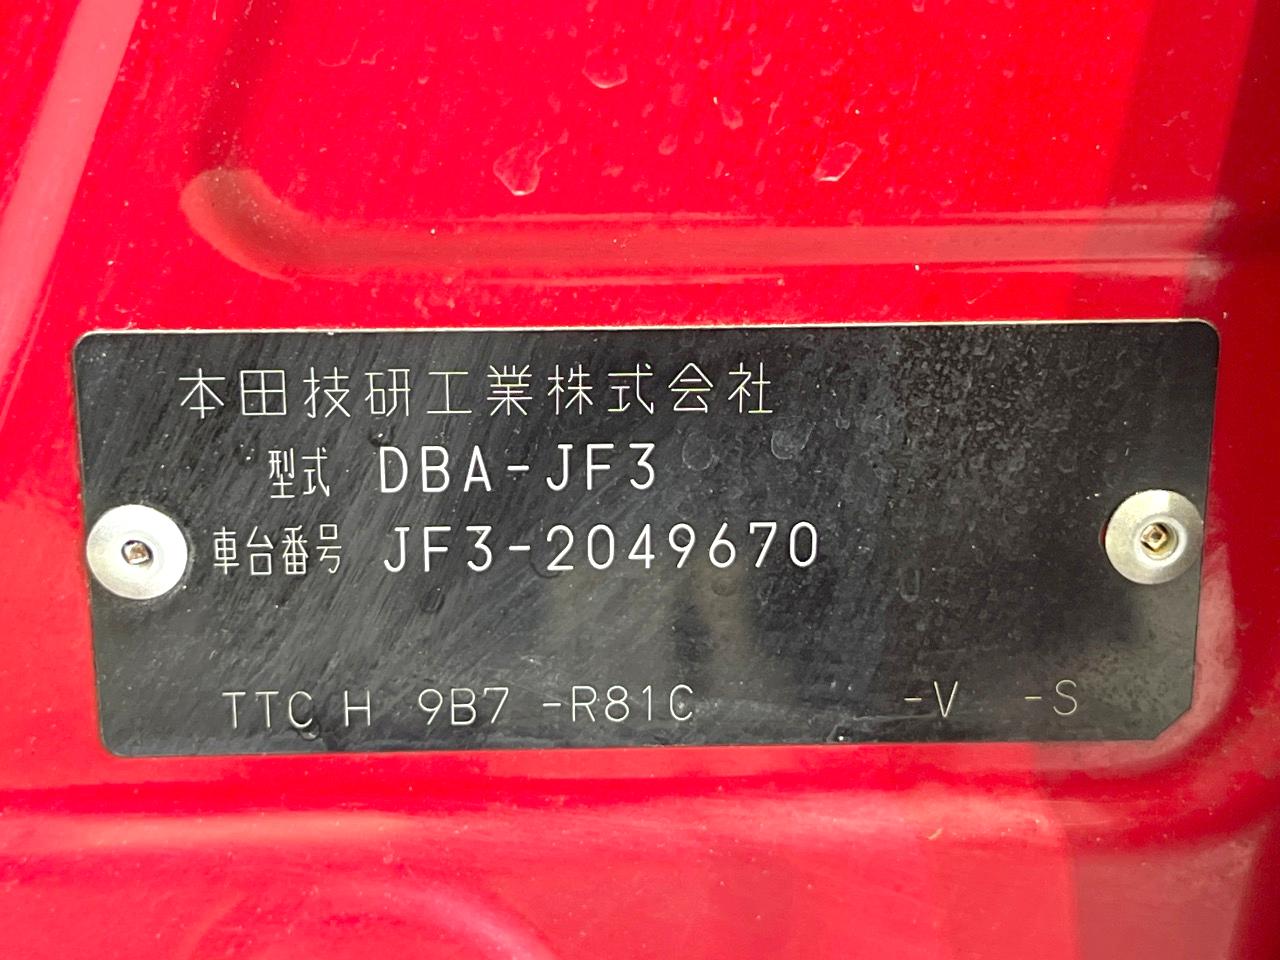 本田技研工業株式会社
型式 DBA-JF3
車台番号 JF3-2049670
TTC H 9B7 -R81C -V -S